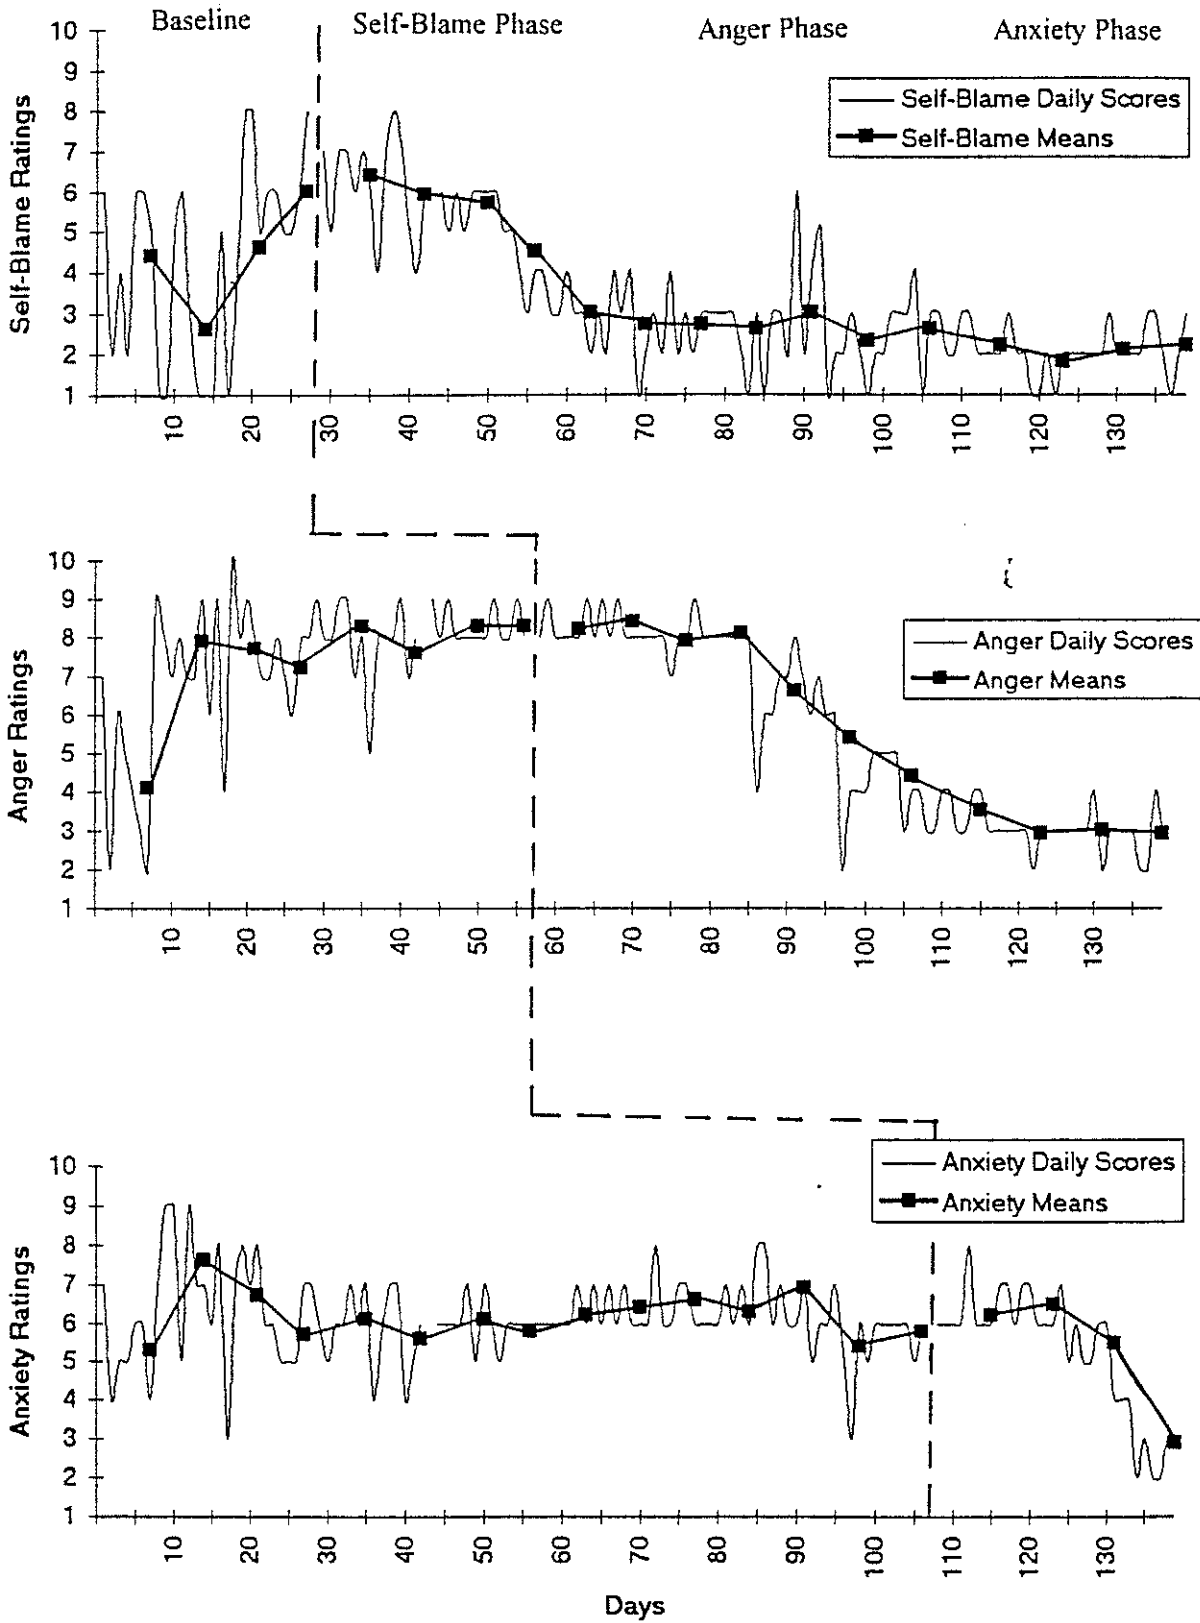 Baseline Self-Blame Phase Anger Phase Anxiety Phase
Self-Blame Ratings
10
9
8
7
6
5
4
3
2
1
Self-Blame Daily Scores
Self-Blame Means
10 20 30 40 50 60 70 80 90 100 110 120 130
Anger Ratings
10
9
8
7
6
5
4
3
2
1
Anger Daily Scores
Anger Means
10 20 30 40 50 60 70 80 90 100 110 120 130
Anxiety Ratings
10
9
8
7
6
5
4
3
2
1
Anxiety Daily Scores
Anxiety Means
10 20 30 40 50 60 70 80 90 100 110 120 130
Days